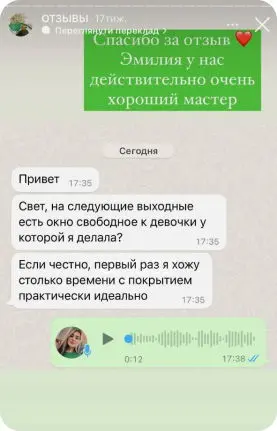 ОТЗЫВЫ 17тиж.
Переглянути переклад >
Спасибо за отзыв ❤️
Эмилия у нас
действительно очень
хороший мастер
Сегодня
Привет 17:35
Свет, на следующие выходные
есть окно свободное к девочки у
которой я делала? 17:35
Если честно, первый раз я хожу
столько времени с покрытием
практически идеально 17:35
0:12 17:38